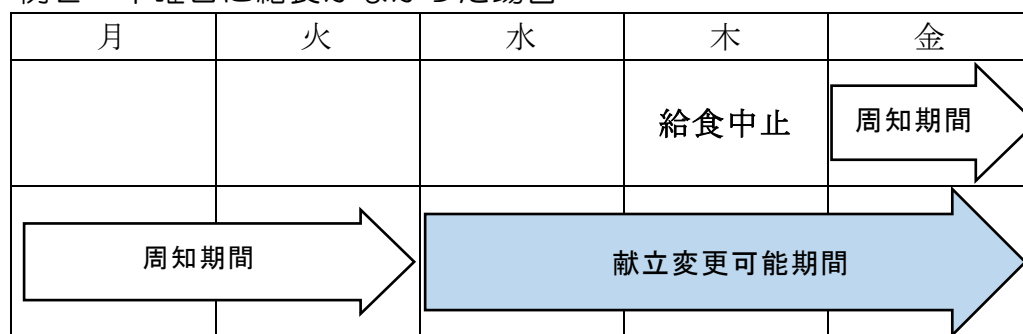 月 火 水 木 金
給食中止 周知期間
周知期間 献立変更可能期間